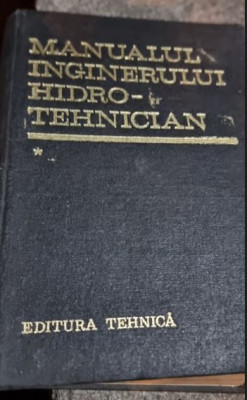 MANUALUL
INGINERULUI
HIDRO-
TEHNICIAN
*
EDITURA TEHNICĂ